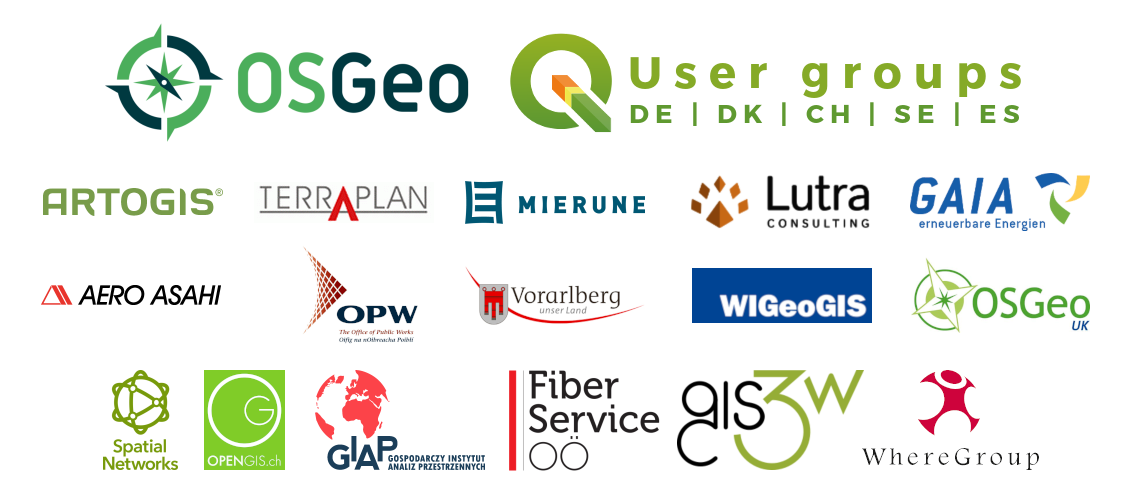 OSGeo
User groups
DE | DK | CH | SE | ES
ARTOGIS®
TERRAPLAN
MIERUNE
Lutra
CONSULTING
GAIA
erneuerbare Energien
AERO ASAHI
OPW
The Office of Public Works
Oifig na nOibreacha Poiblí
Vorarlberg
unser Land
WIGeoGIS
OSGeo
UK
Spatial
Networks
G
OPENGIS.ch
GIAP
GOSPODARCZY INSTYTUT
ANALIZ PRZESTRZENNYCH
Fiber
Service
OÖ
gis3w
WhereGroup